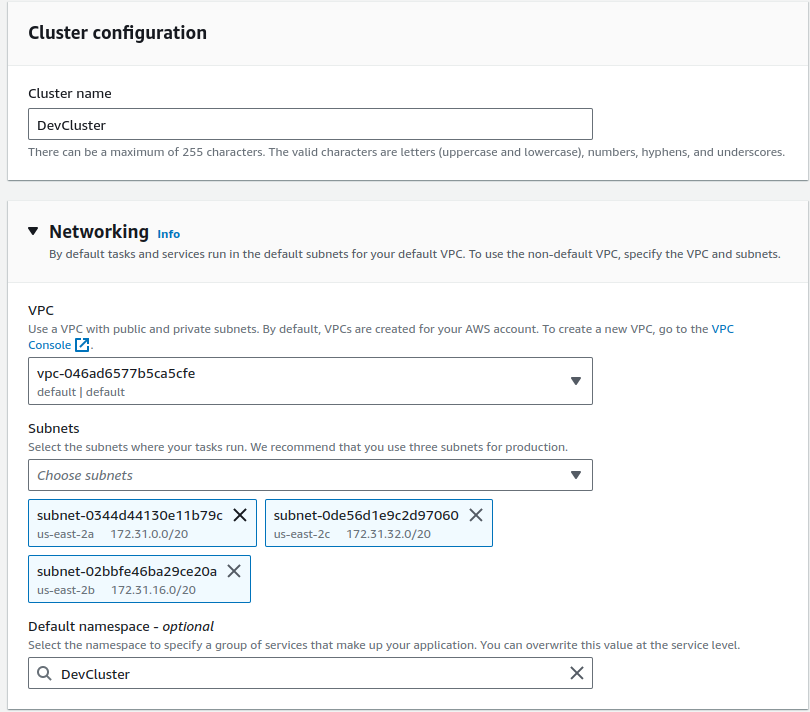 Cluster configuration
Cluster name
DevCluster
There can be a maximum of 255 characters. The valid characters are letters (uppercase and lowercase), numbers, hyphens, and underscores.
Networking Info
By default tasks and services run in the default subnets for your default VPC. To use the non-default VPC, specify the VPC and subnets.
VPC
Use a VPC with public and private subnets. By default, VPCs are created for your AWS account. To create a new VPC, go to the VPC
Console.
vpc-046ad6577b5ca5cfe
default | default
Subnets
Select the subnets where your tasks run. We recommend that you use three subnets for production.
Choose subnets
subnet-0344d44130e11b79c subnet-0de56d1e9c2d97060
us-east-2a 172.31.0.0/20 us-east-2c 172.31.32.0/20
subnet-02bbfe46ba29ce20a
us-east-2b 172.31.16.0/20
Default namespace - optional
Select the namespace to specify a group of services that make up your application. You can overwrite this value at the service level.
DevCluster